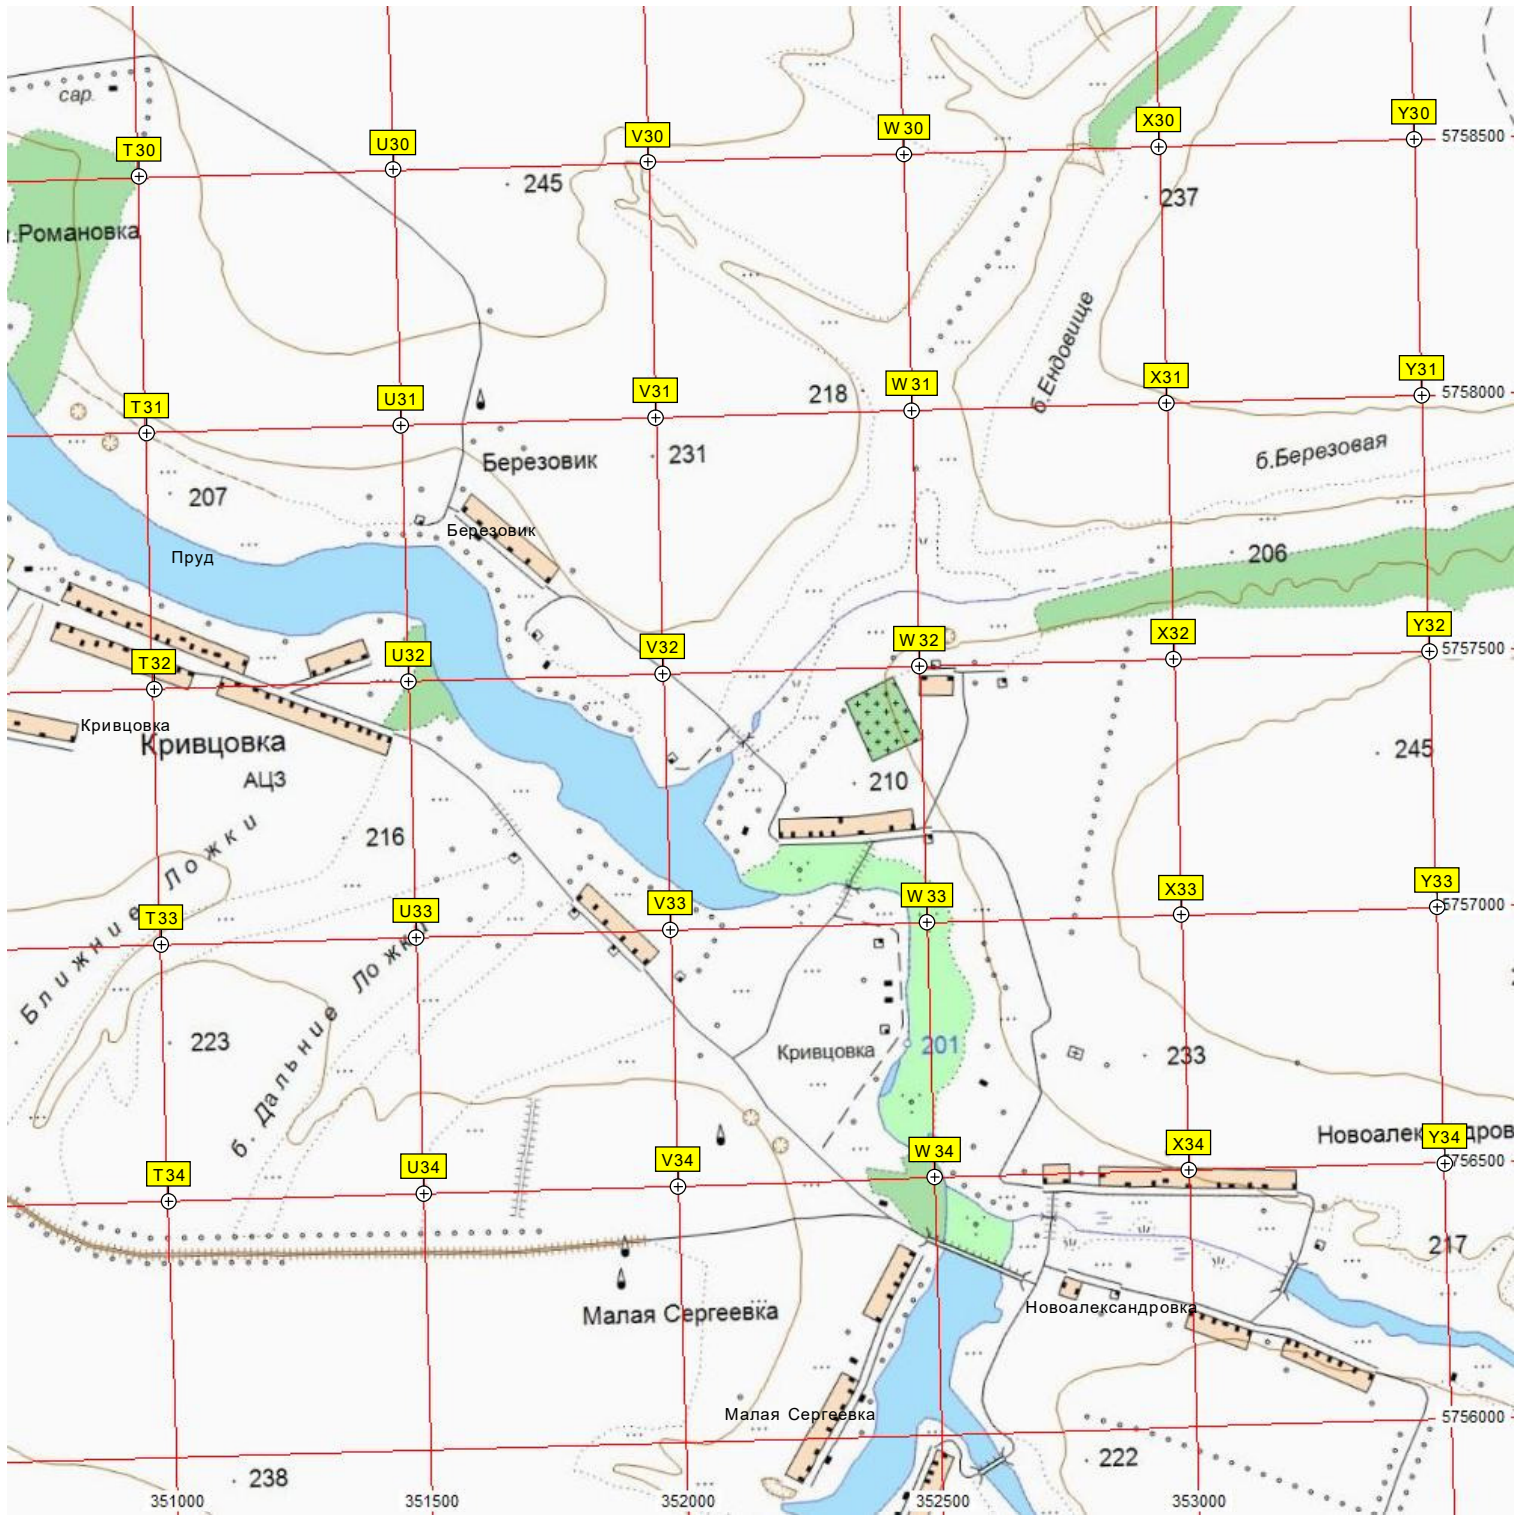 сар.
T30
U30
V30
W30
X30
Y30
5758500
245
237
.Романовка
б.Ендовище
T31
U31
V31
218
W31
X31
Y31
5758000
Березовик
231
б.Березовая
207
Березовик
206
Пруд
T32
U32
V32
W32
X32
Y32
5757500
Кривцовка
Кривцовка
АЦЗ
245
210
216
Ближние Ложки
T33
U33
V33
W33
X33
Y33
5757000
б. Дальние Ложки
223
Кривцовка
201
233
T34
U34
V34
W34
X34
Новоалександров
Y34
5756500
217
Малая Сергеевка
Новоалександровка
Малая Сергеевка
5756000
238
222
351000
351500
352000
352500
353000